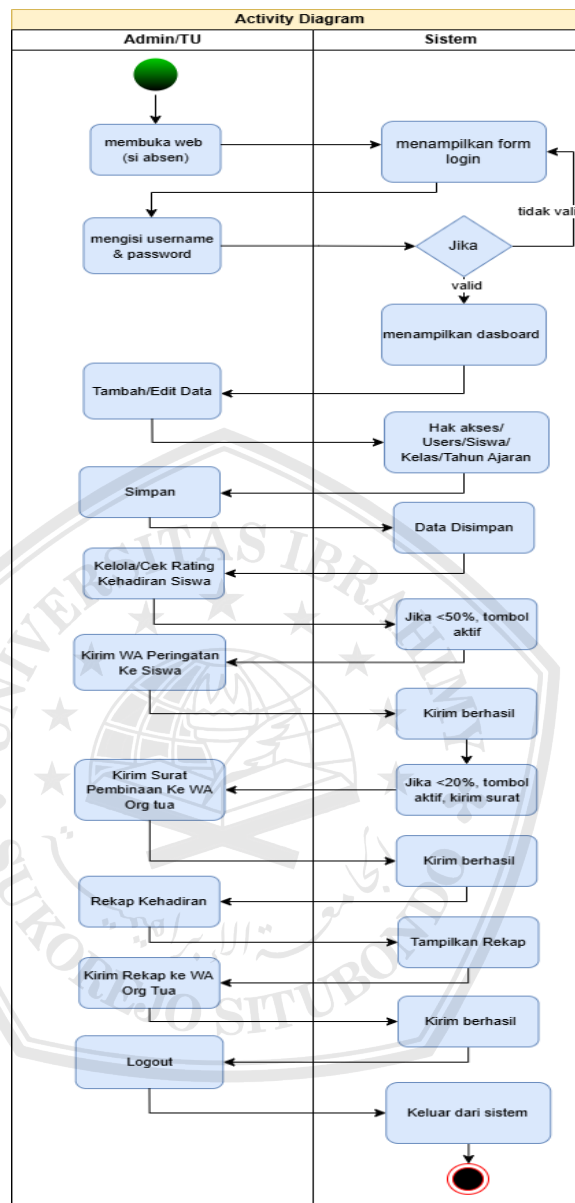 Activity Diagram
Admin/TU
Sistem
membuka web
(si absen)
menampilkan form
login
tidak vali
mengisi username
& password
Jika
valid
menampilkan dasboard
Tambah/Edit Data
Hak akses/
Users/Siswa/
Kelas/Tahun Ajaran
Simpan
Data Disimpan
Kelola/Cek Rating
Kehadiran Siswa
Jika <50%, tombol
aktif
Kirim WA Peringatan
Ke Siswa
Kirim berhasil
Kirim Surat
Pembinaan Ke WA
Org tua
Jika <20%, tombol
aktif, kirim surat
Kirim berhasil
Rekap Kehadiran
Tampilkan Rekap
Kirim Rekap ke WA
Org Tua
Kirim berhasil
Logout
Keluar dari sistem
UNIVERSITAS IBRAHIMY
SUKOREJO SITUBONDO